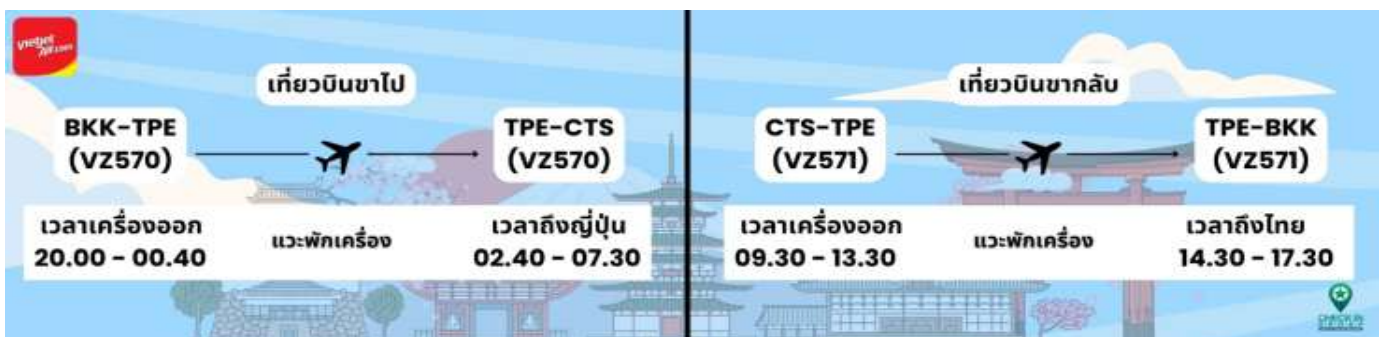 vietjet
Air.com
เที่ยวบินขาไป
BKK-TPE
(VZ570)
TPE-CTS
(VZ570)
เวลาเครื่องออก
20.00 - 00.40
แวะพักเครื่อง
เวลาถึงญี่ปุ่น
02.40 - 07.30
เที่ยวบินขากลับ
CTS-TPE
(VZ571)
TPE-BKK
(VZ571)
เวลาเครื่องออก
09.30 - 13.30
แวะพักเครื่อง
เวลาถึงไทย
14.30 - 17.30
CHECK IN